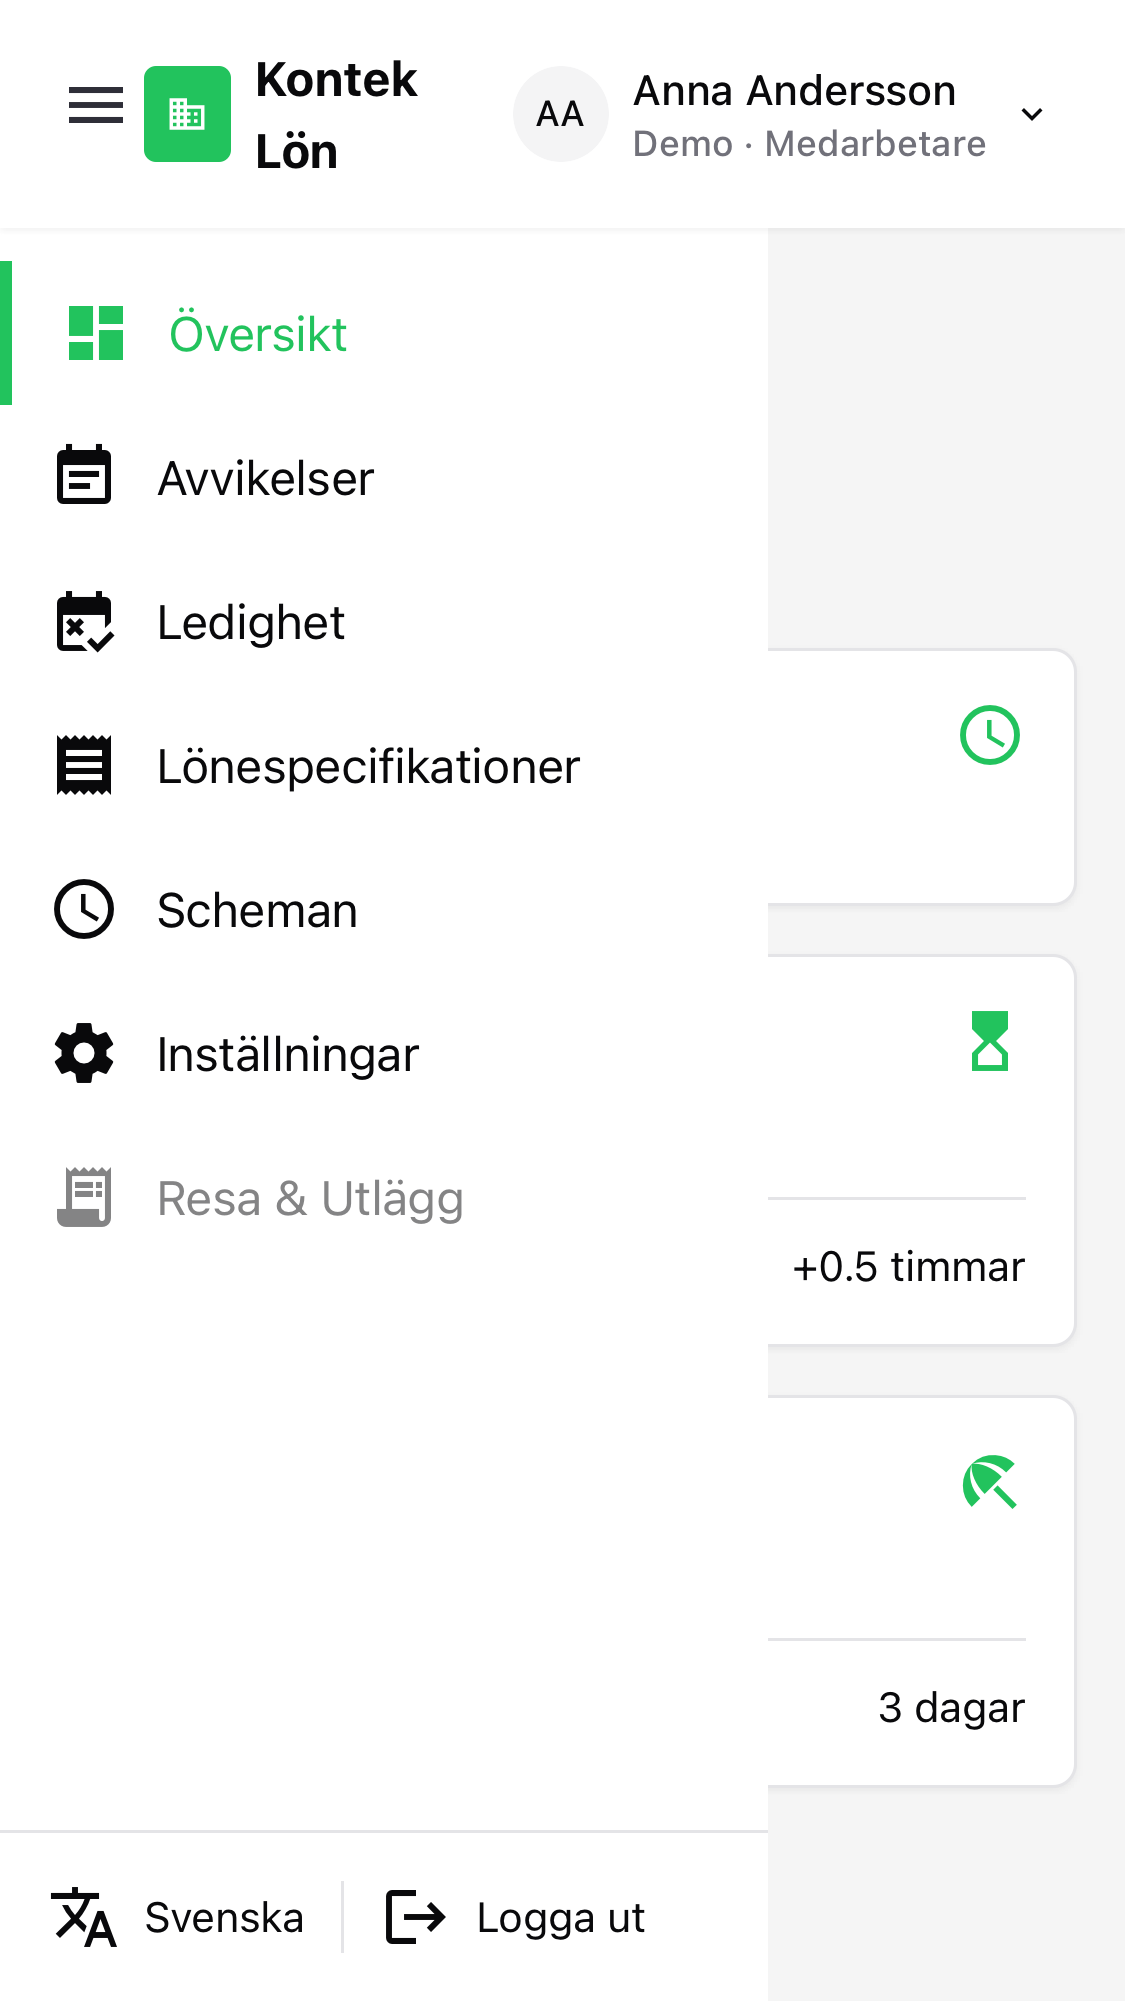 Kontek
Lön
AA
Anna Andersson
Demo · Medarbetare
Översikt
Avvikelser
Ledighet
Lönespecifikationer
Scheman
Inställningar
Resa & Utlägg
+0.5 timmar
3 dagar
Svenska
Logga ut